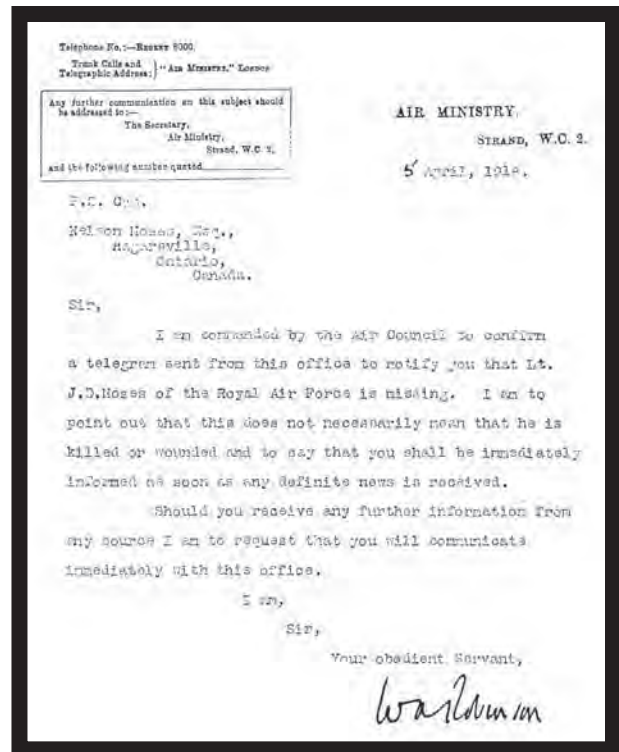 Telephone No.:—REGENT 8000.
Trunk Calls and
Telegraphic Address: } "AIR MINISTRY," LONDON
Any further communication on this subject should
be addressed to:—
The Secretary,
Air Ministry,
Strand, W.C. 2.
and the following number quoted
AIR MINISTRY,
STRAND, W.C. 2.
5 April, 1918.
Nelson Moses, Esq.,
Hagarsville,
Ontario,
Canada.
Sir,
I am commanded by the Air Council to confirm
a telegram sent from this office to notify you that Lt.
J.D.Moses of the Royal Air Force is missing. I am to
point out that this does not necessarily mean that he is
killed or wounded and to say that you shall be immediately
informed as soon as any definite news is received.
Should you receive any further information from
any source I am to request that you will communicate
immediately with this office.
I am,
Sir,
Your obedient Servant,